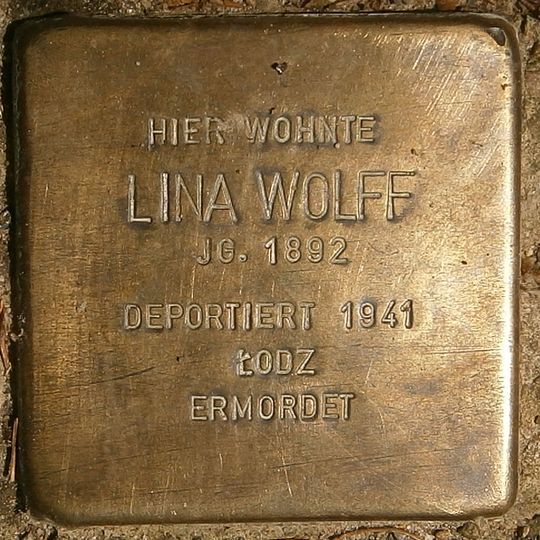 HIER WOHNTE
LINA WOLFF
JG. 1892
DEPORTIERT 1941
ŁODZ
ERMORDET